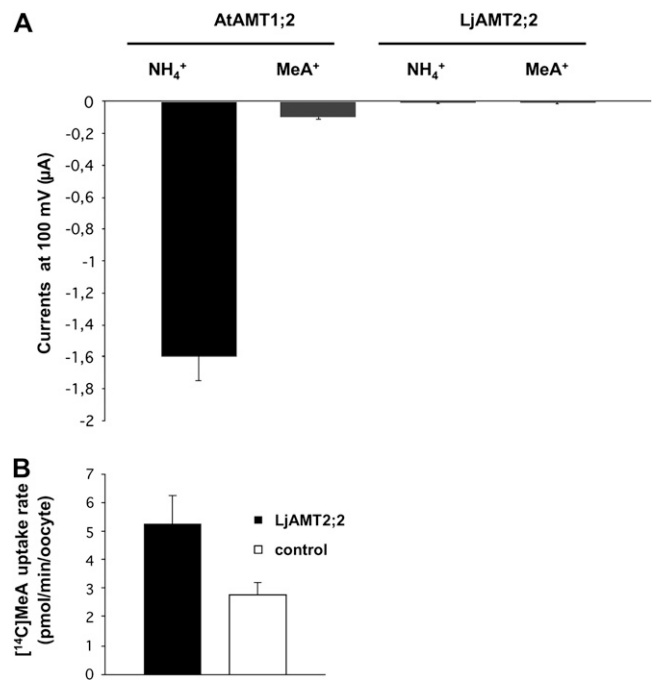 A
AtAMT1;2 LjAMT2;2
NH₄⁺ MeA⁺ NH₄⁺ MeA⁺
Currents at 100 mV (µA)
0
-0,2
-0,4
-0,6
-0,8
-1
-1,2
-1,4
-1,6
-1,8
-2
B
[¹⁴C]MeA uptake rate
(pmol/min/oocyte)
7
6
5
4
3
2
1
0
LjAMT2;2
control